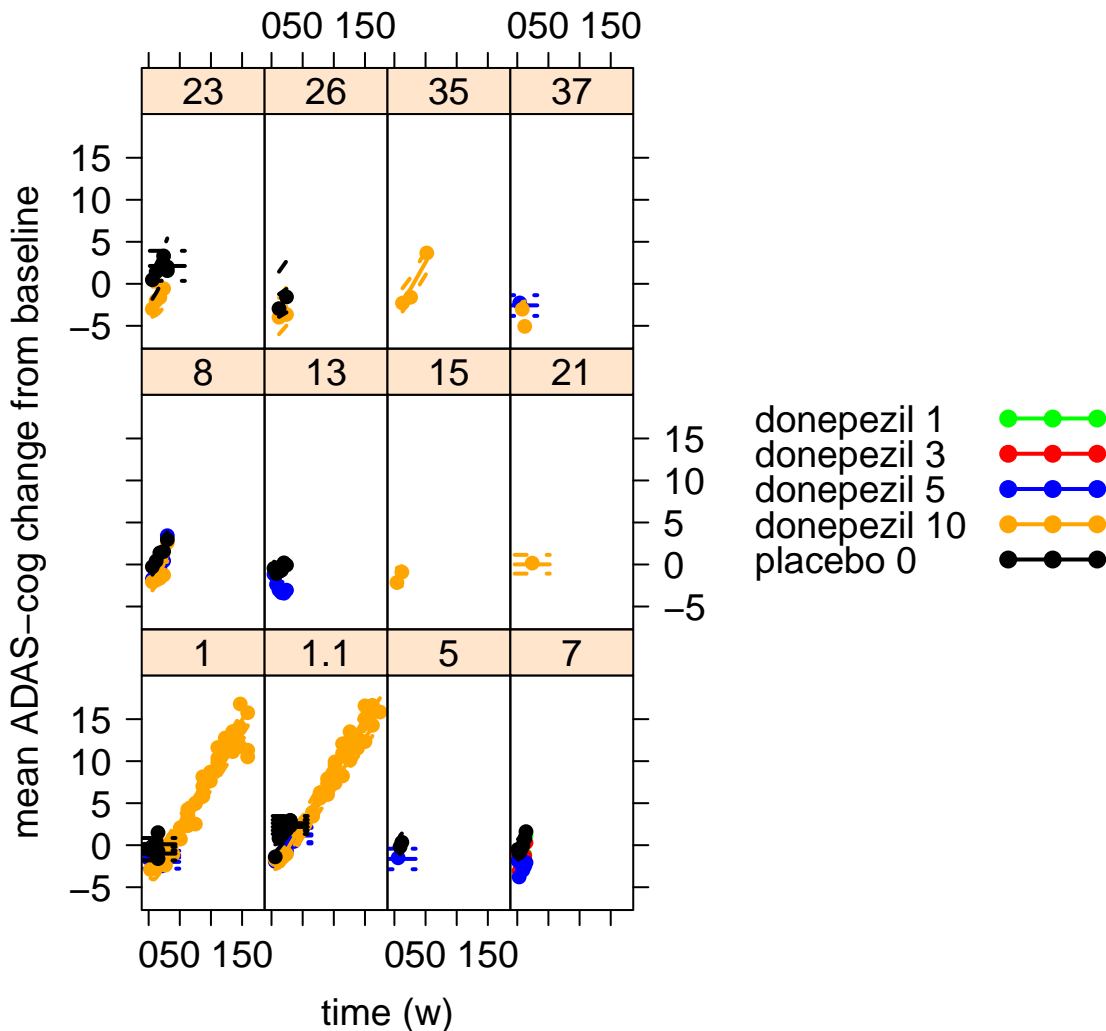 050 150 050 150
23 26 35 37
15
10
5
0
−5
8 13 15 21
15
10
5
0
−5
donepezil 1
donepezil 3
donepezil 5
donepezil 10
placebo 0
1 1.1 5 7
15
10
5
0
−5
050 150 050 150
time (w)
mean ADAS−cog change from baseline